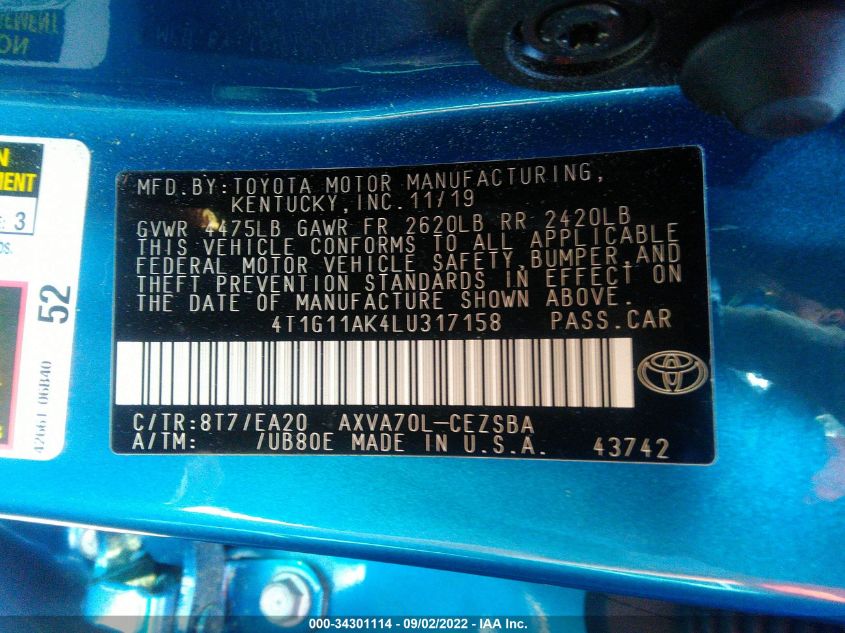 MFD.BY:TOYOTA MOTOR MANUFACTURING,
KENTUCKY,INC.11/19
GVWR 4475LB GAWR FR 2620LB RR 2420LB
THIS VEHICLE CONFORMS TO ALL APPLICABLE
FEDERAL MOTOR VEHICLE SAFETY,BUMPER,AND
THEFT PREVENTION STANDARDS IN EFFECT ON
THE DATE OF MANUFACTURE SHOWN ABOVE.
4T1G11AK4LU317158 PASS.CAR
C/TR:8T7/EA20 AXVA70L-CEZSBA
A/TM: /UB80E MADE IN U.S.A. 43742
: 3
52
42661-06B40
000-34301114 - 09/02/2022 - IAA Inc.